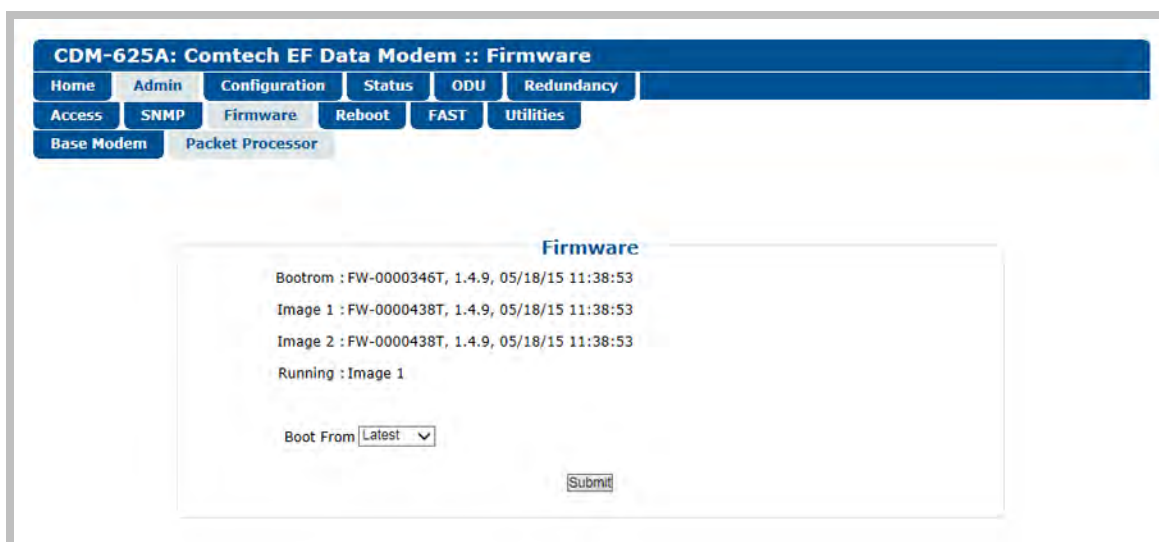 CDM-625A: Comtech EF Data Modem :: Firmware
Home Admin Configuration Status ODU Redundancy
Access SNMP Firmware Reboot FAST Utilities
Base Modem Packet Processor
Firmware
Bootrom : FW-0000346T, 1.4.9, 05/18/15 11:38:53
Image 1 : FW-0000438T, 1.4.9, 05/18/15 11:38:53
Image 2 : FW-0000438T, 1.4.9, 05/18/15 11:38:53
Running : Image 1
Boot From Latest
Submit